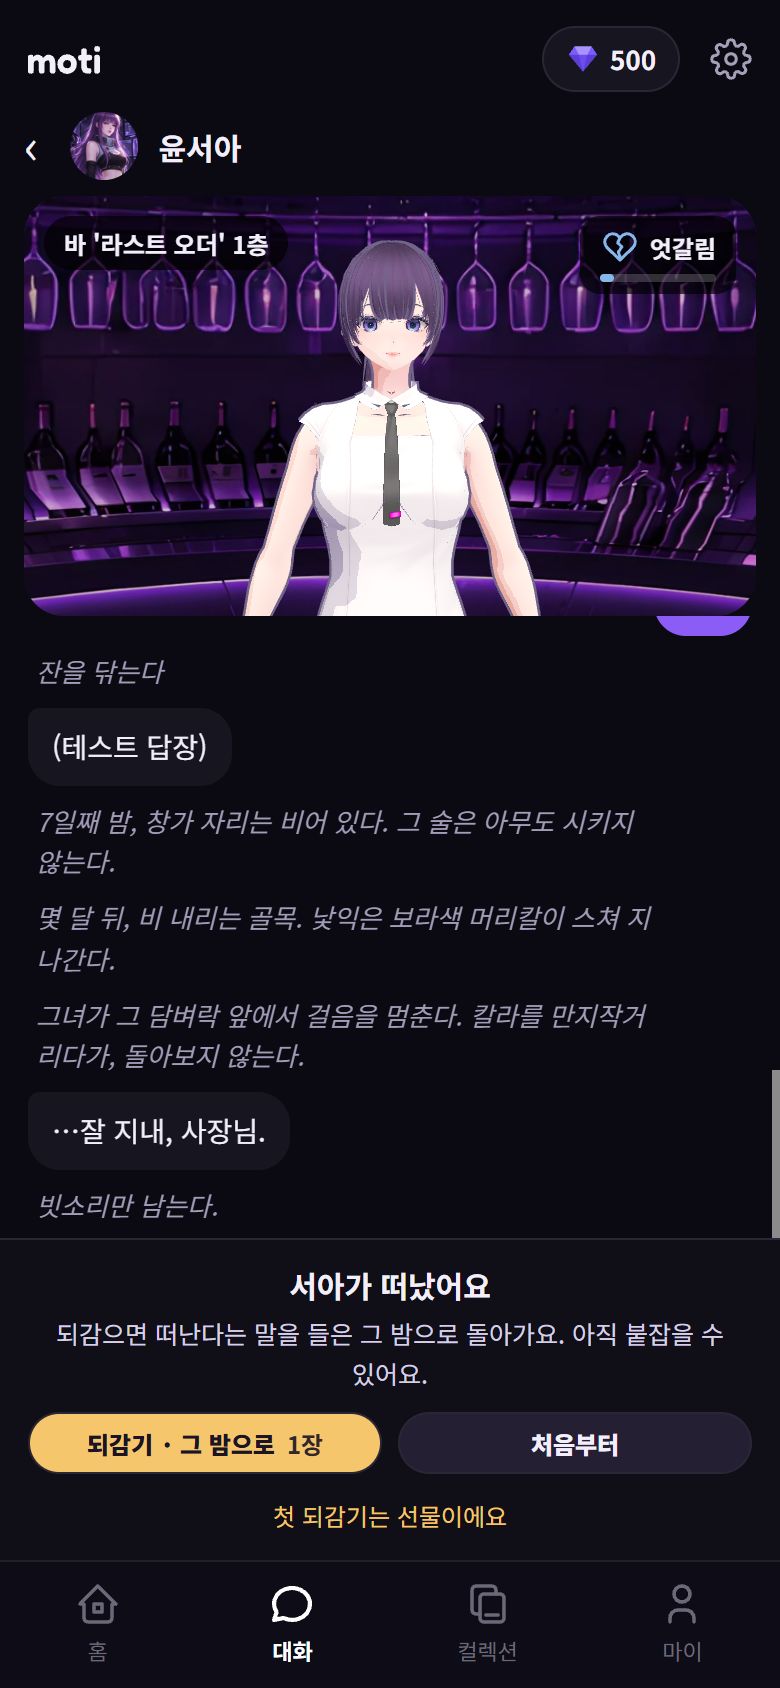 moti
500
윤서아
바 '라스트 오더' 1층
엇갈림
잔을 닦는다
(테스트 답장)
7일째 밤, 창가 자리는 비어 있다. 그 술은 아무도 시키지
않는다.
몇 달 뒤, 비 내리는 골목. 낯익은 보라색 머리칼이 스쳐 지
나간다.
그녀가 그 담벼락 앞에서 걸음을 멈춘다. 칼라를 만지작거
리다가, 돌아보지 않는다.
…잘 지내, 사장님.
빗소리만 남는다.
서아가 떠났어요
되감으면 떠난다는 말을 들은 그 밤으로 돌아가요. 아직 붙잡을 수
있어요.
되감기 · 그 밤으로 1장
처음부터
첫 되감기는 선물이에요
홈
대화
컬렉션
마이